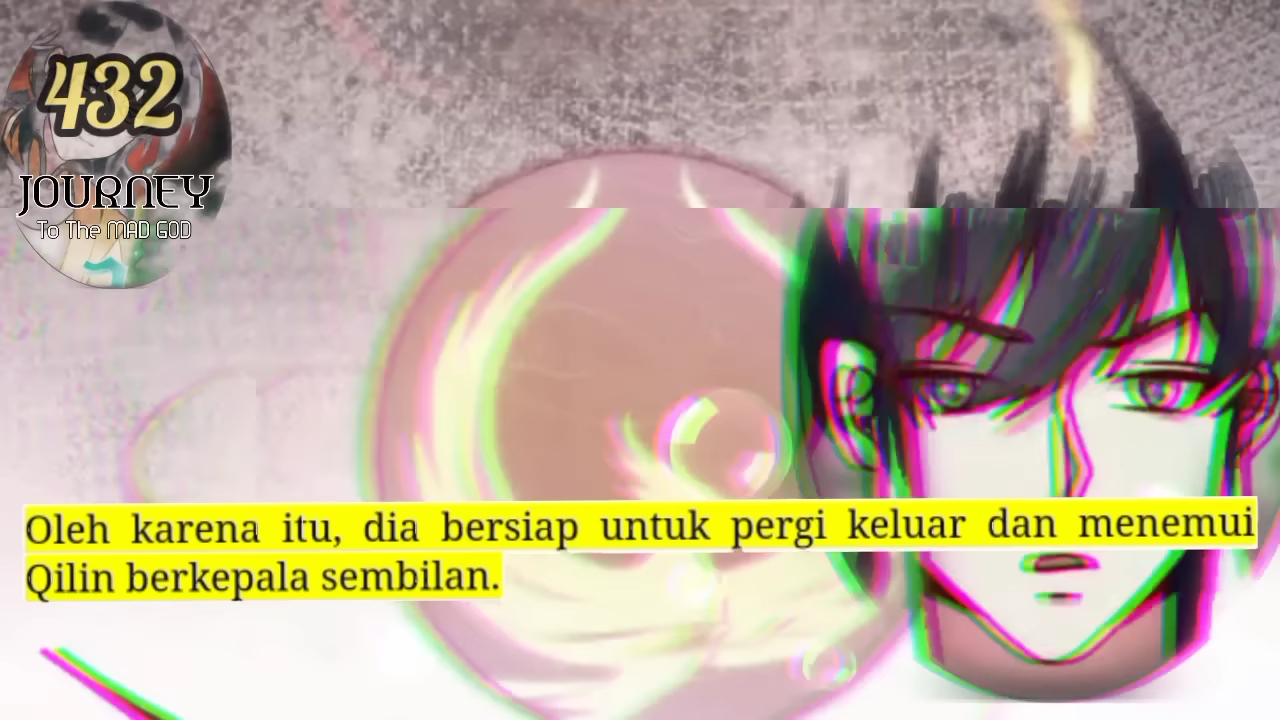 432
JOURNEY
To The MAD GOD
Oleh karena itu, dia bersiap untuk pergi keluar dan menemui
Qilin berkepala sembilan.